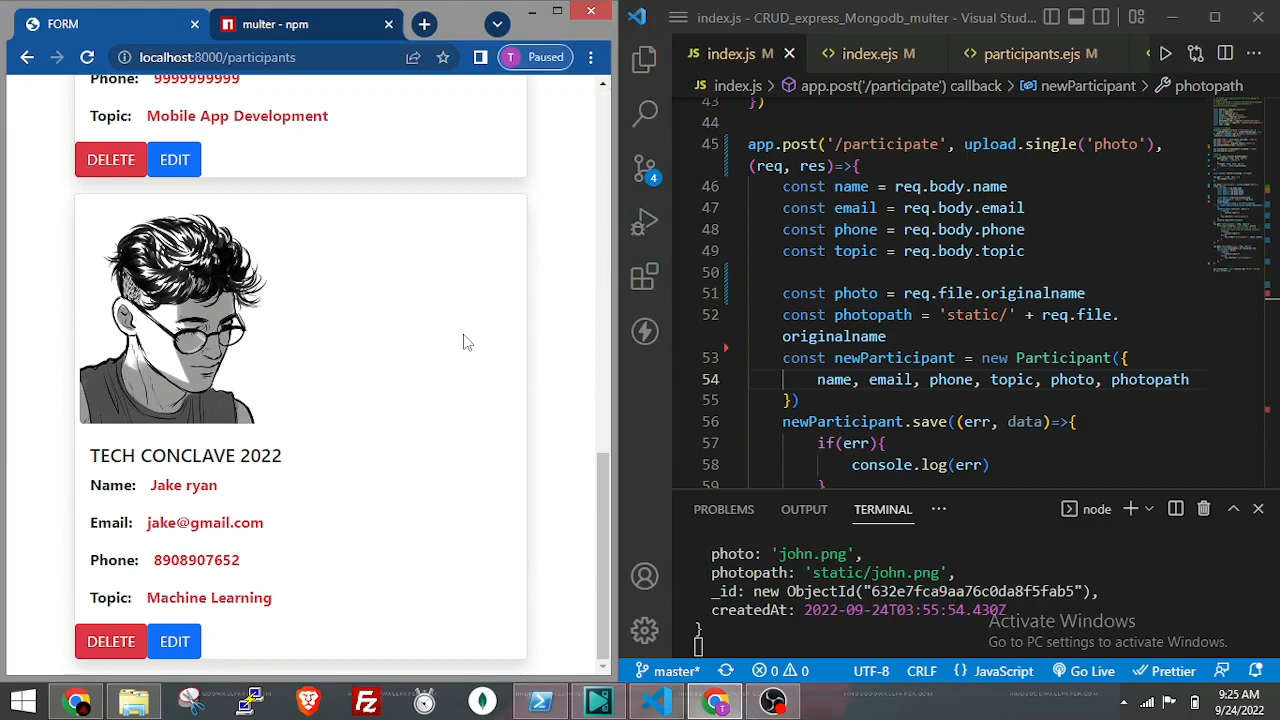 FORM
multer - npm
localhost:8000/participants
T Paused
Phone: 9999999999
Topic: Mobile App Development
DELETE EDIT
TECH CONCLAVE 2022
Name: Jake ryan
Email: jake@gmail.com
Phone: 8908907652
Topic: Machine Learning
DELETE EDIT
index.js - CRUD_express_Mongodb_multer - Visual Stud...
JS index.js M
<> index.ejs M
<> participants.ejs M
JS index.js > app.post('/participate') callback > newParticipant > photopath
43 })
44
45 app.post('/participate', upload.single('photo'),
(req, res)=>{
46 const name = req.body.name
47 const email = req.body.email
48 const phone = req.body.phone
49 const topic = req.body.topic
50
51 const photo = req.file.originalname
52 const photopath = 'static/' + req.file.
originalname
53 const newParticipant = new Participant({
54 name, email, phone, topic, photo, photopath
55 })
56 newParticipant.save((err, data)=>{
57 if(err){
58 console.log(err)
59 }
4
PROBLEMS OUTPUT TERMINAL ... node
photo: 'john.png',
photopath: 'static/john.png',
_id: new ObjectId("632e7fca9aa76c0da8f5fab5"),
createdAt: 2022-09-24T03:55:54.430Z
}
Activate Windows
Go to PC settings to activate Windows.
master* 0 0 UTF-8 CRLF {} JavaScript Go Live Prettier
9:25 AM
9/24/2022